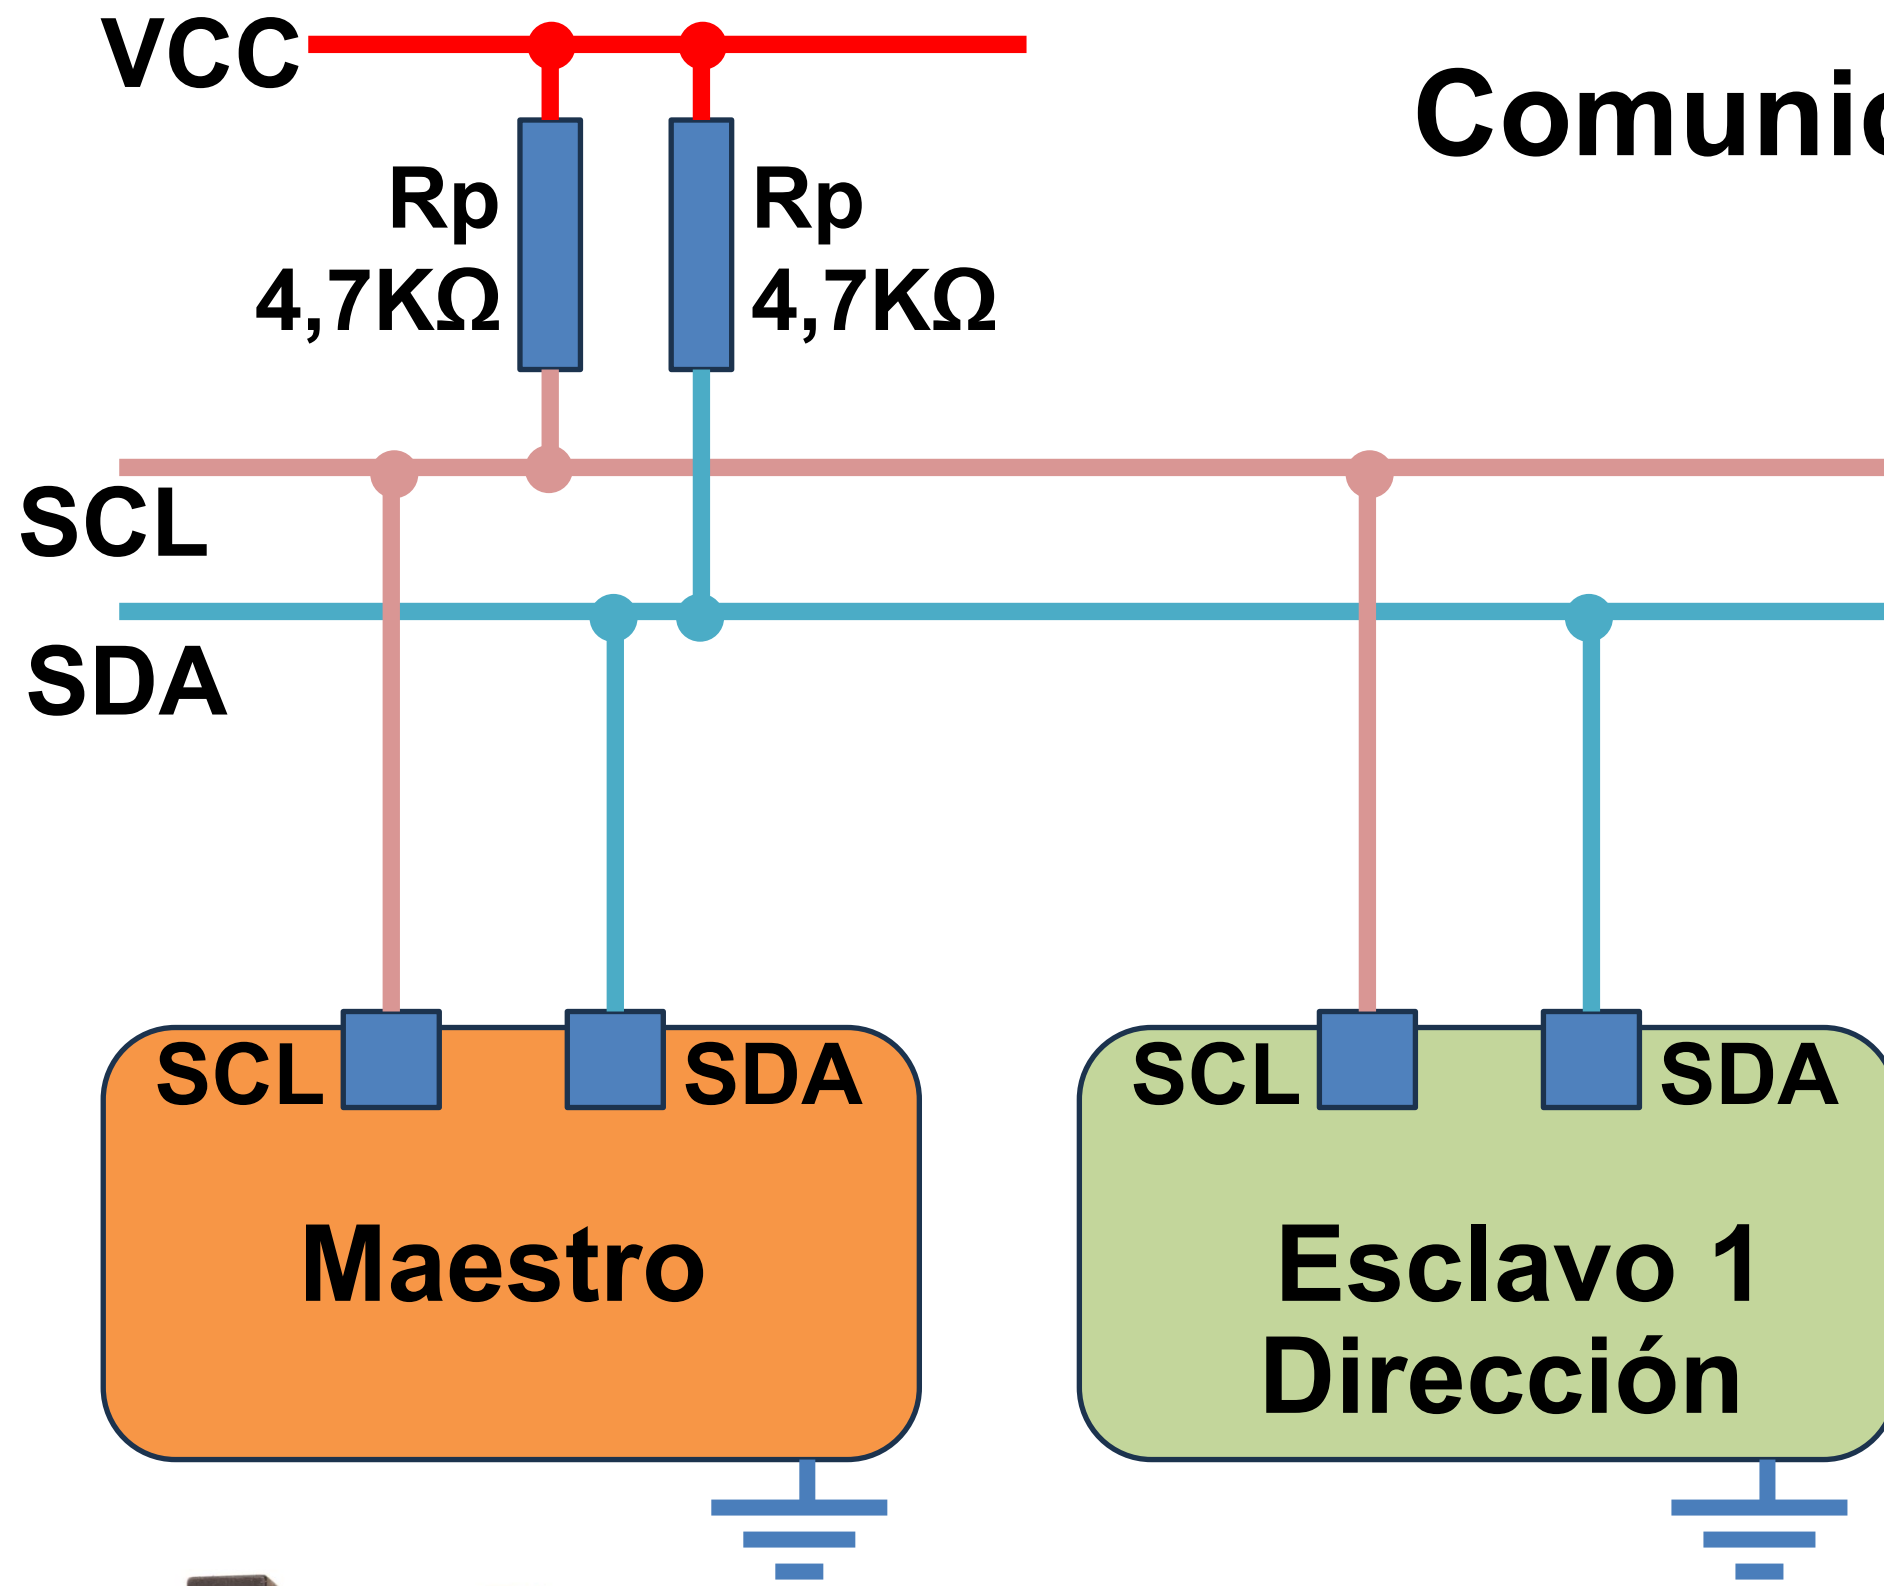 VCC
Comunic
Rp
4,7KΩ
Rp
4,7KΩ
SCL
SDA
SCL
SDA
Maestro
SCL
SDA
Esclavo 1
Dirección